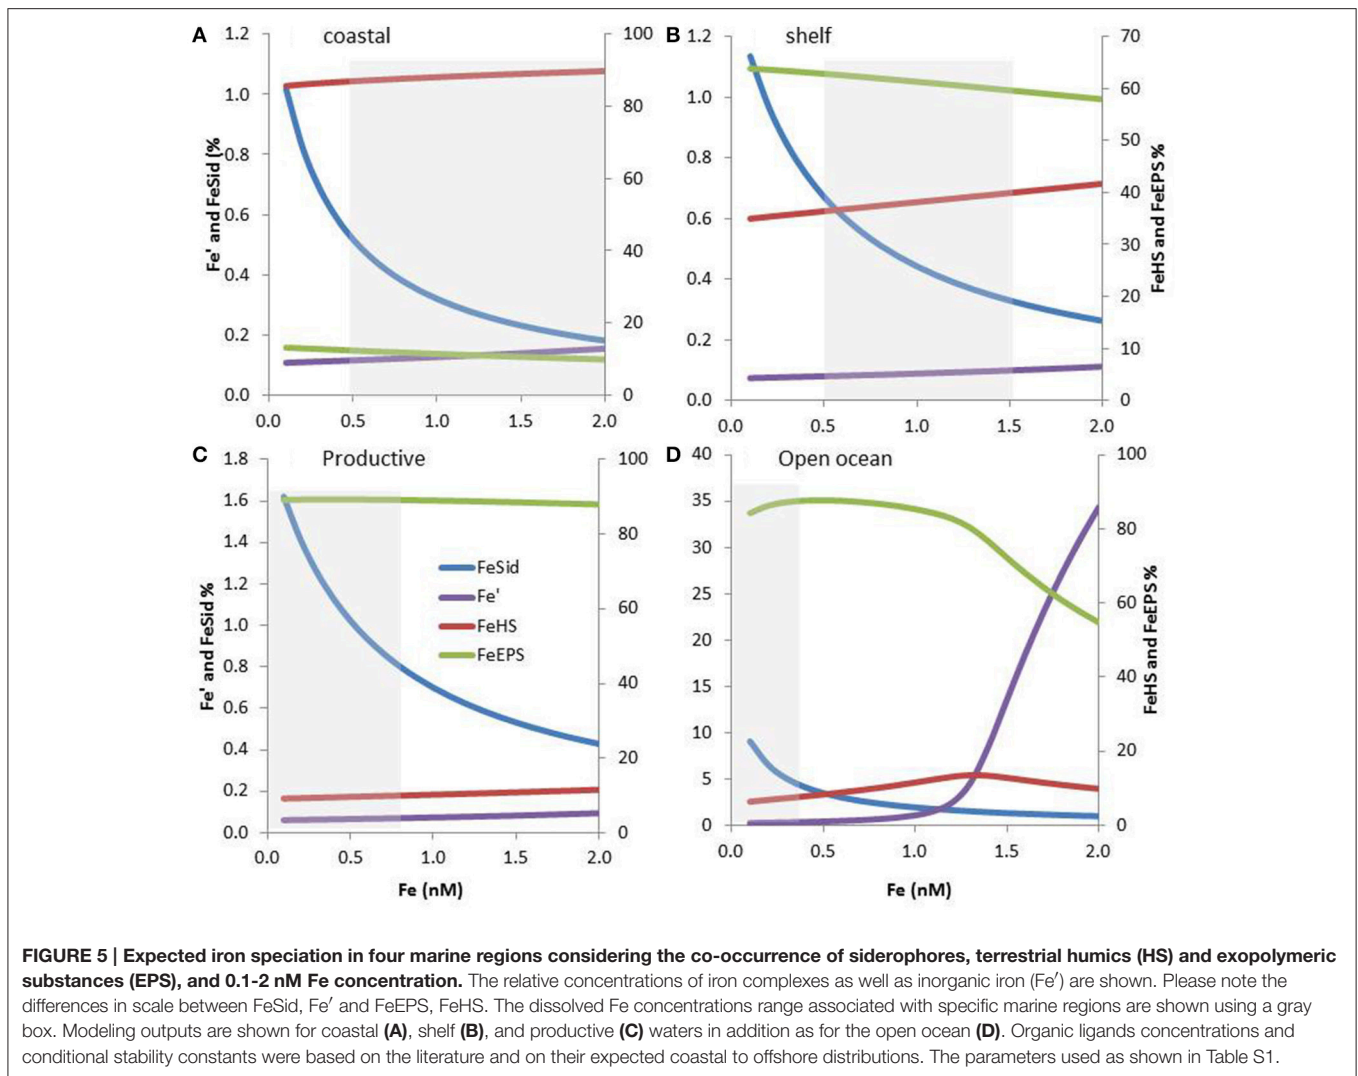 A
coastal
1.2
1.0
0.8
0.6
0.4
0.2
0.0
Fe' and FeSid (%
100
80
60
40
20
0
0.0 0.5 1.0 1.5 2.0
B
shelf
1.2
1.0
0.8
0.6
0.4
0.2
0.0
70
60
50
40
30
20
10
0
FeHS and FeEPS %
0.0 0.5 1.0 1.5 2.0
C
Productive
1.8
1.6
1.4
1.2
1.0
0.8
0.6
0.4
0.2
0.0
Fe' and FeSid %
100
80
60
40
20
0
FeSid
Fe'
FeHS
FeEPS
0.0 0.5 1.0 1.5 2.0
Fe (nM)
D
Open ocean
40
35
30
25
20
15
10
5
0
100
80
60
40
20
0
FeHS and FeEPS %
0.0 0.5 1.0 1.5 2.0
Fe (nM)
FIGURE 5 | Expected iron speciation in four marine regions considering the co-occurrence of siderophores, terrestrial humics (HS) and exopolymeric
substances (EPS), and 0.1-2 nM Fe concentration. The relative concentrations of iron complexes as well as inorganic iron (Fe′) are shown. Please note the
differences in scale between FeSid, Fe′ and FeEPS, FeHS. The dissolved Fe concentrations range associated with specific marine regions are shown using a gray
box. Modeling outputs are shown for coastal (A), shelf (B), and productive (C) waters in addition as for the open ocean (D). Organic ligands concentrations and
conditional stability constants were based on the literature and on their expected coastal to offshore distributions. The parameters used as shown in Table S1.